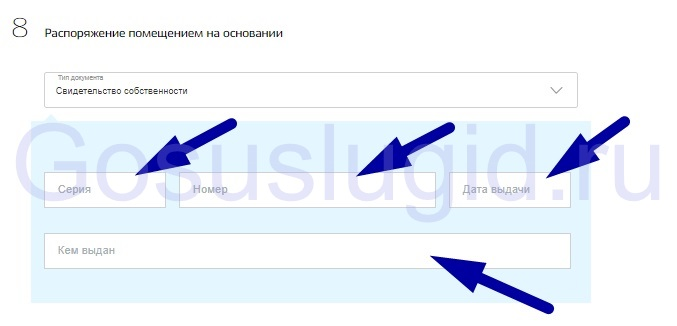 8
Распоряжение помещением на основании
Тип документа
Свидетельство собственности
Gosuslugid.ru
Серия
Номер
Дата выдачи
Кем выдан